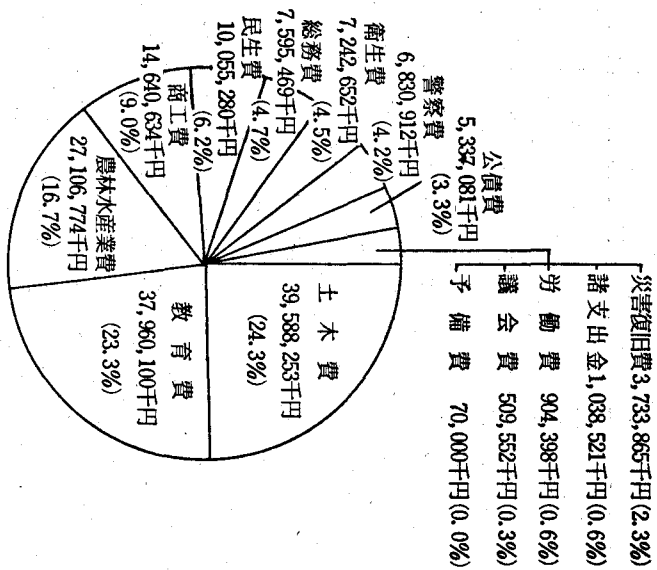 土木費
39,588,253千円
(24.3%)
教育費
37,960,100千円
(23.3%)
農林水産業費
27,106,774千円
(16.7%)
商工費
14,640,634千円
(9.0%)
民生費
10,055,280千円
(6.2%)
総務費
7,595,469千円
(4.7%)
衛生費
7,242,652千円
(4.5%)
警察費
6,830,912千円
(4.2%)
公債費
5,337,081千円
(3.3%)
災害復旧費3,733,865千円(2.3%)
諸支出金1,038,521千円(0.6%)
労働費 904,398千円(0.6%)
議会費 509,552千円(0.3%)
予備費 70,000千円(0.0%)